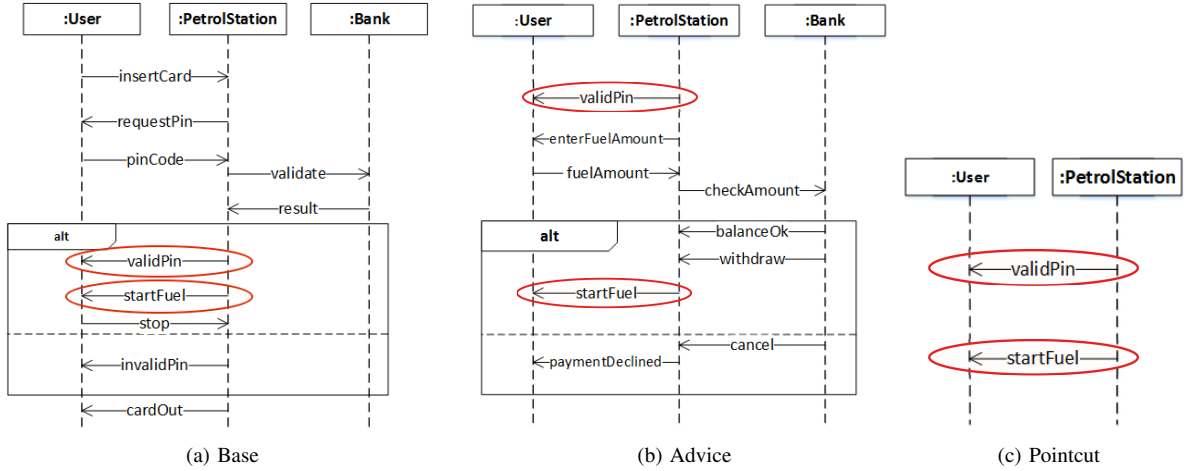 :User :PetrolStation :Bank
insertCard
requestPin
pinCode
validate
result
alt
validPin
startFuel
stop
invalidPin
cardOut
(a) Base
:User :PetrolStation :Bank
validPin
enterFuelAmount
fuelAmount
checkAmount
alt
balanceOk
withdraw
startFuel
cancel
paymentDeclined
(b) Advice
:User :PetrolStation
validPin
startFuel
(c) Pointcut